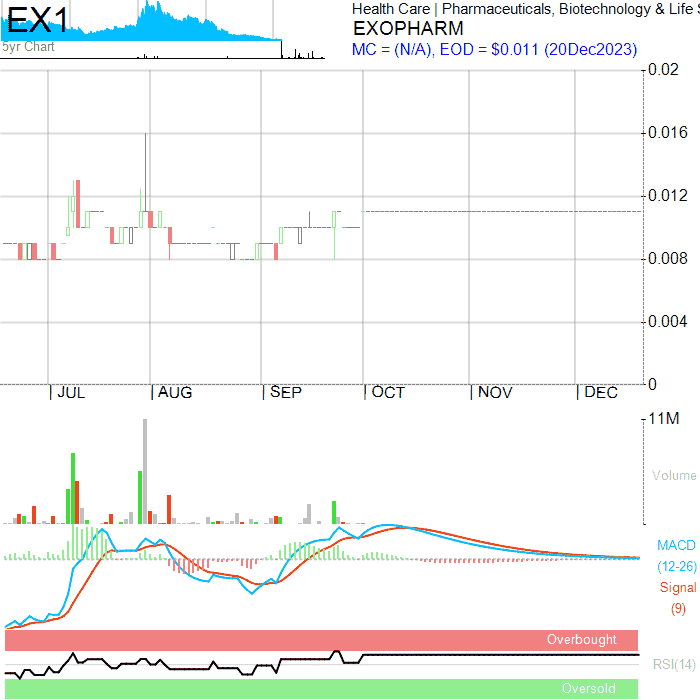 EX1
5yr Chart
Health Care | Pharmaceuticals, Biotechnology & Life S
EXOPHARM
MC = (N/A), EOD = $0.011 (20Dec2023)
0.02
0.016
0.012
0.008
0.004
0
JUL AUG SEP OCT NOV DEC
11M
Volume
MACD
(12-26)
Signal
(9)
Overbought
RSI(14)
Oversold